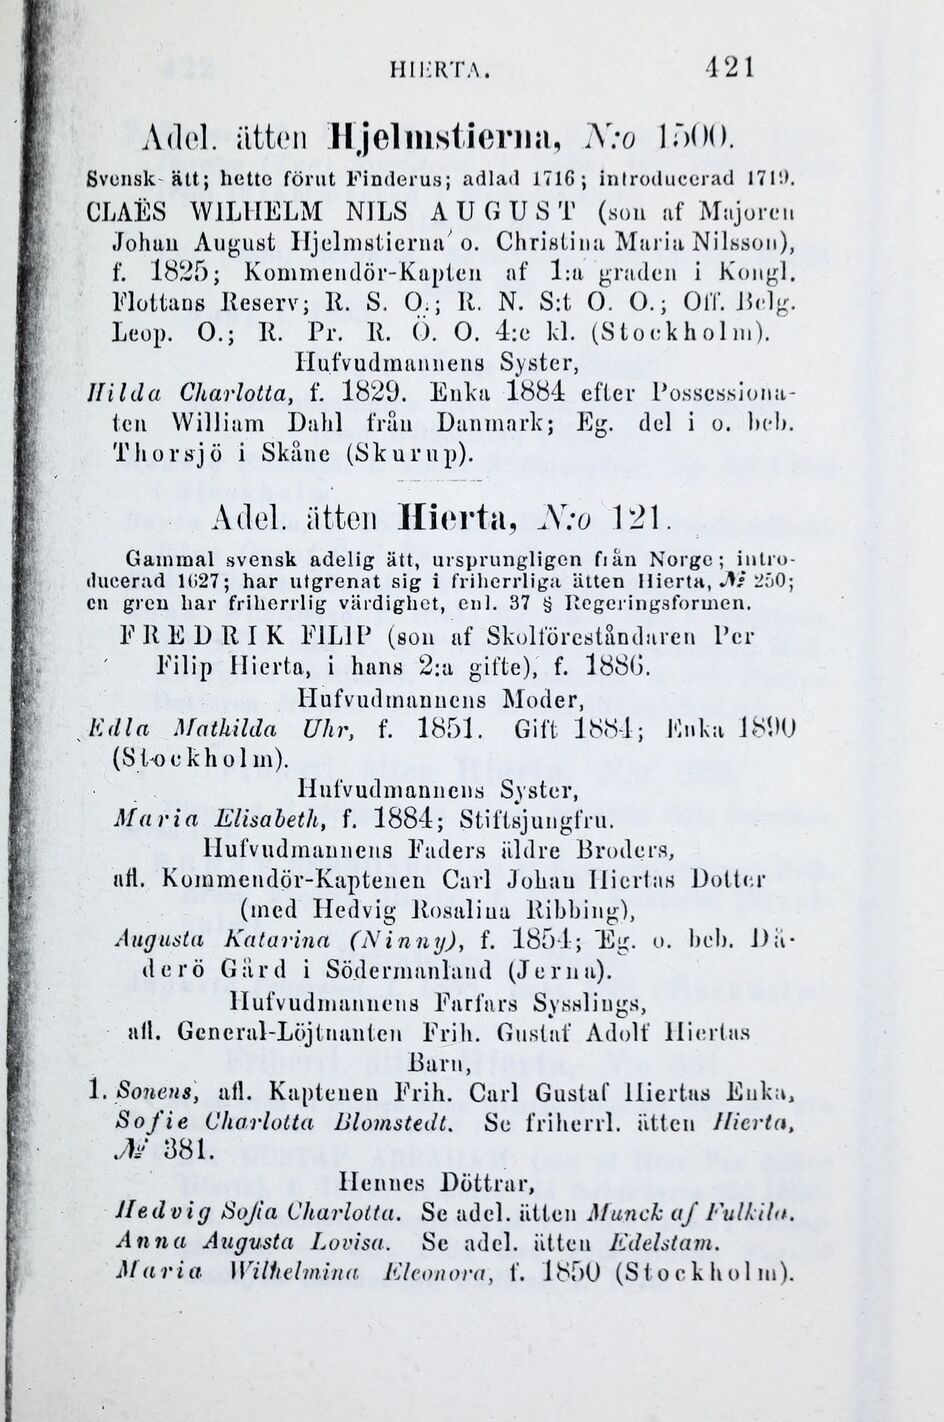 HIERTA. 421
Adel. ätten Hjelmstierna, N:o 1500.
Svensk ätt; hette förut Finderus; adlad 1716; introducerad 1719.
CLAËS WILHELM NILS AUGUST (son af Majoren
Johan August Hjelmstierna o. Christina Maria Nilsson),
f. 1825; Kommendör-Kapten af 1:a graden i Kongl.
Flottans Reserv; R. S. O.; R. N. S:t O. O.; Off. Belg.
Leop. O.; R. Pr. R. Ö. O. 4:e kl. (Stockholm).
Hufvudmannens Syster,
Hilda Charlotta, f. 1829. Enka 1884 efter Possessiona-
ten William Dahl från Danmark; Eg. del i o. beb.
Thorsjö i Skåne (Skurup).
Adel. ätten Hierta, N:o 121.
Gammal svensk adelig ätt, ursprungligen från Norge; intro-
ducerad 1627; har utgrenat sig i friherrliga ätten Hierta, № 250;
en gren har friherrlig värdighet, enl. 37 § Regeringsformen.
FREDRIK FILIP (son af Skolföreståndaren Per
Filip Hierta, i hans 2:a gifte), f. 1886.
Hufvudmannens Moder,
Edla Mathilda Uhr, f. 1851. Gift 1884; Enka 1890
(Stockholm).
Hufvudmannens Syster,
Maria Elisabeth, f. 1884; Stiftsjungfru.
Hufvudmannens Faders äldre Broders,
afl. Kommendör-Kaptenen Carl Johan Hiertas Dotter
(med Hedvig Rosalina Ribbing),
Augusta Katarina (Ninny), f. 1854; Eg. o. beb. Dä-
derö Gård i Södermanland (Jerna).
Hufvudmannens Farfars Sysslings,
afl. General-Löjtnanten Frih. Gustaf Adolf Hiertas
Barn,
1. Sonens, afl. Kaptenen Frih. Carl Gustaf Hiertas Enka,
Sofie Charlotta Blomstedt. Se friherrl. ätten Hierta,
№ 381.
Hennes Döttrar,
Hedvig Sofia Charlotta. Se adel. ätten Munck af Fulkila.
Anna Augusta Lovisa. Se adel. ätten Edelstam.
Maria Wilhelmina Eleonora, f. 1850 (Stockholm).